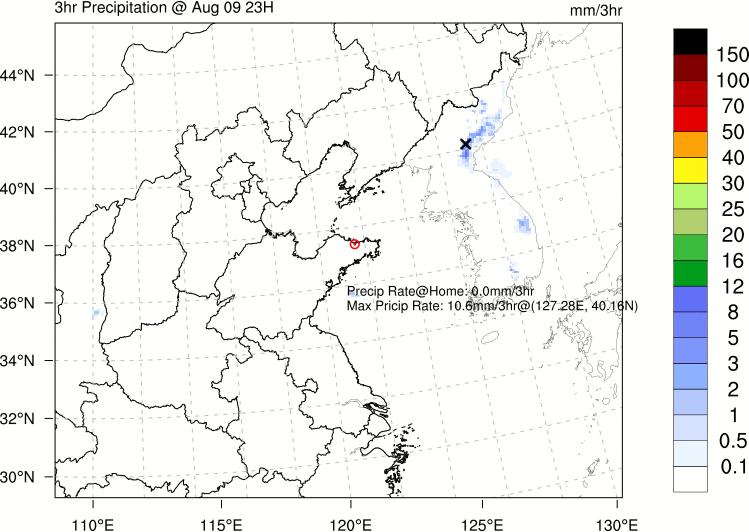 3hr Precipitation @ Aug 09 23H
mm/3hr
44°N
42°N
40°N
38°N
36°N
34°N
32°N
30°N
110°E
115°E
120°E
125°E
130°E
Precip Rate@Home: 0.0mm/3hr
Max Pricip Rate: 10.6mm/3hr@(127.28E, 40.16N)
150
100
70
50
40
30
25
20
16
12
8
5
3
2
1
0.5
0.1